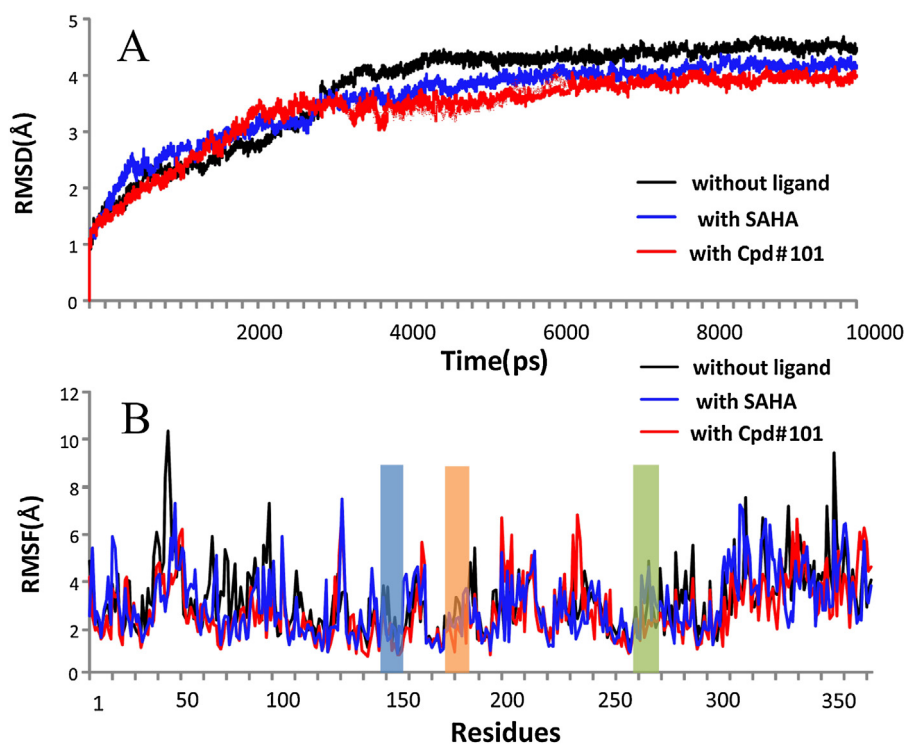 A
5
4
3
2
1
0
RMSD(Å)
without ligand
with SAHA
with Cpd#101
2000 4000 6000 8000 10000
Time(ps)
without ligand
with SAHA
with Cpd#101
B
12
10
8
6
4
2
0
RMSF(Å)
1 50 100 150 200 250 300 350
Residues